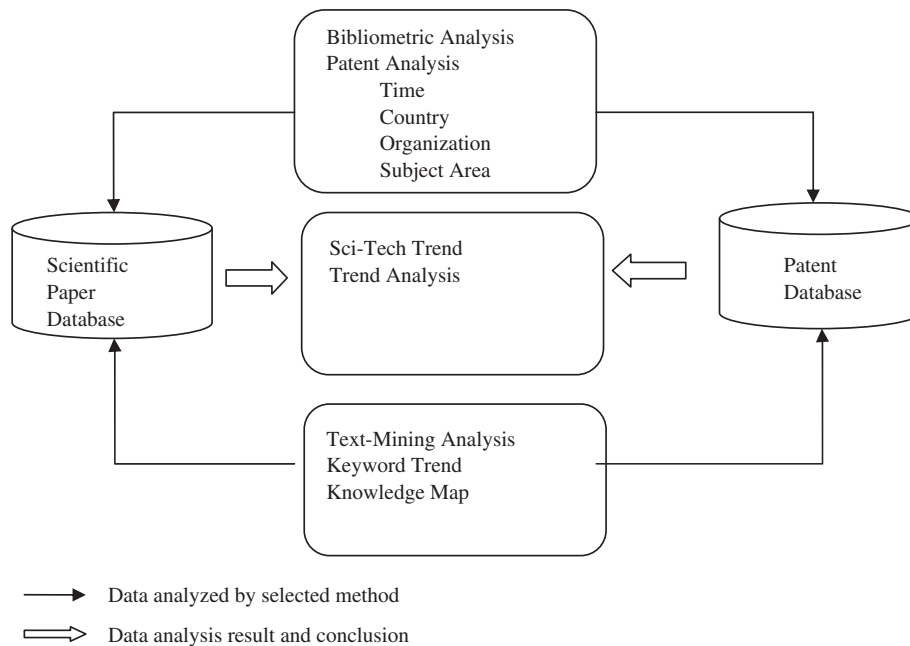 Bibliometric Analysis
Patent Analysis
Time
Country
Organization
Subject Area
Scientific
Paper
Database
Sci-Tech Trend
Trend Analysis
Patent
Database
Text-Mining Analysis
Keyword Trend
Knowledge Map
Data analyzed by selected method
Data analysis result and conclusion